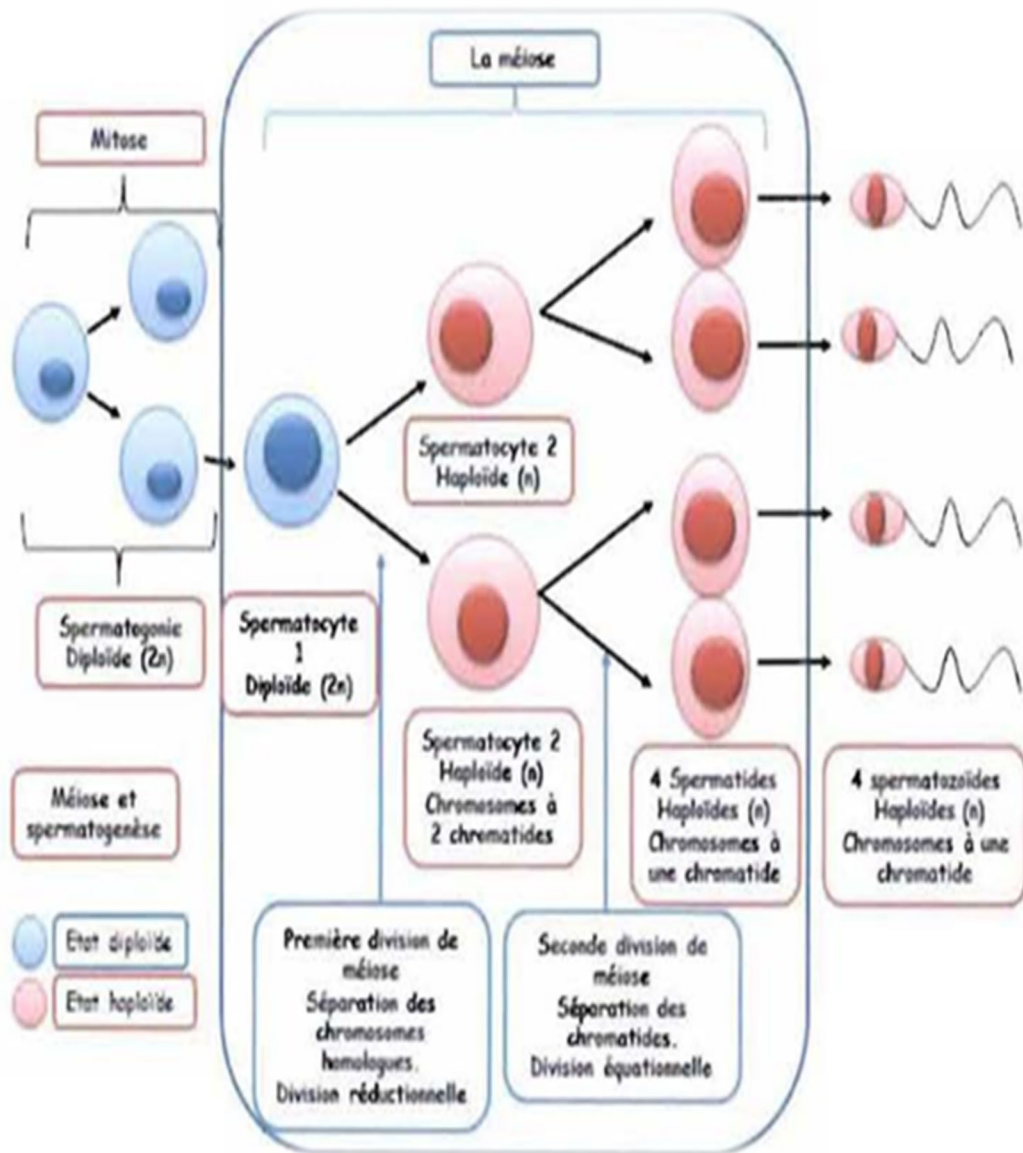 La méiose
Mitose
Spermatocyte 2
Haploïde (n)
Spermatogonie
Diploïde (2n)
Spermatocyte
1
Diploïde (2n)
Spermatocyte 2
Haploïde (n)
Chromosomes à
2 chromatides
4 Spermatides
Haploïdes (n)
Chromosomes à
une chromatide
4 spermatozoïdes
Haploïdes (n)
Chromosomes à une
chromatide
Méiose et
spermatogenèse
Etat diploïde
Etat haploïde
Première division de
méiose
Séparation des
chromosomes
homologues.
Division réductionnelle
Seconde division de
méiose
Séparation des
chromatides.
Division équationnelle